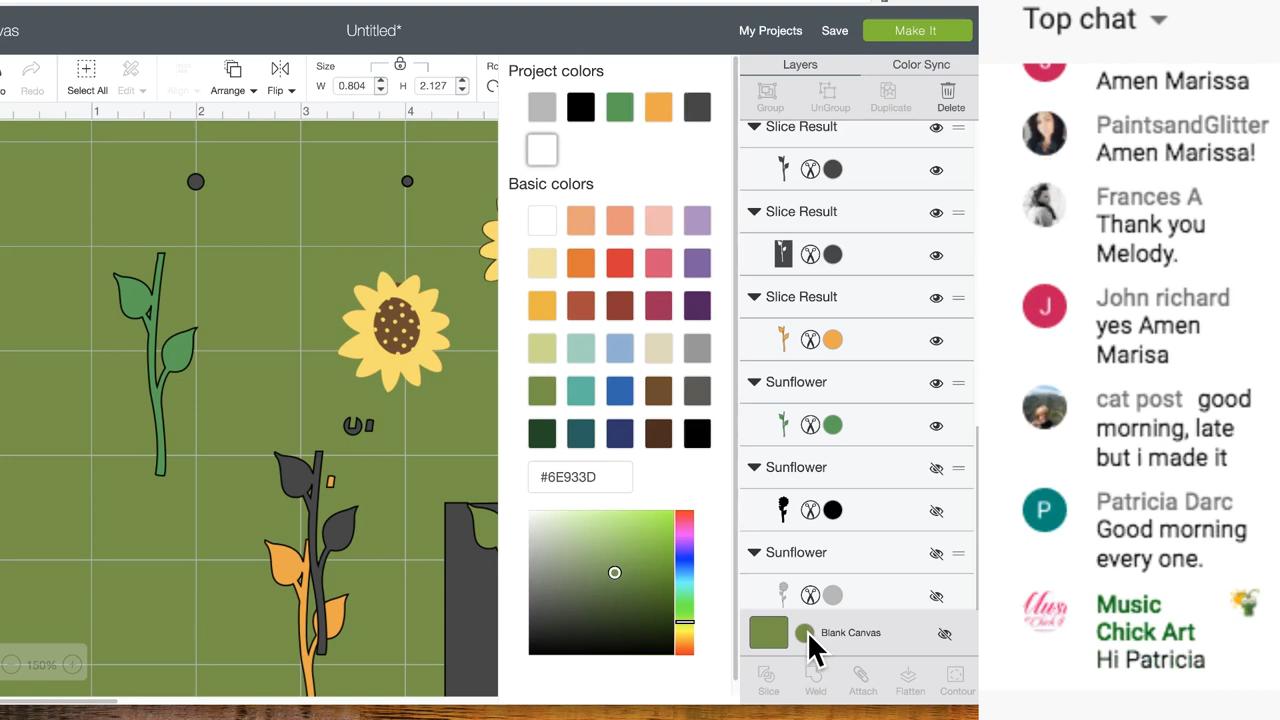 vas
Untitled*
My Projects
Save
Make It
Redo
Select All
Edit
Align
Arrange
Flip
Size
W 0.804
H 2.127
1
2
3
4
150%
Project colors
Basic colors
#6E933D
Layers
Color Sync
Group
UnGroup
Duplicate
Delete
Slice Result
Slice Result
Slice Result
Sunflower
Sunflower
Sunflower
Blank Canvas
Slice
Weld
Attach
Flatten
Contour
Top chat
J
Amen Marissa
PaintsandGlitter
Amen Marissa!
Frances A
Thank you
Melody.
J
John richard
yes Amen
Marisa
cat post good
morning, late
but i made it
P
Patricia Darc
Good morning
every one.
Music
Chick Art
Hi Patricia